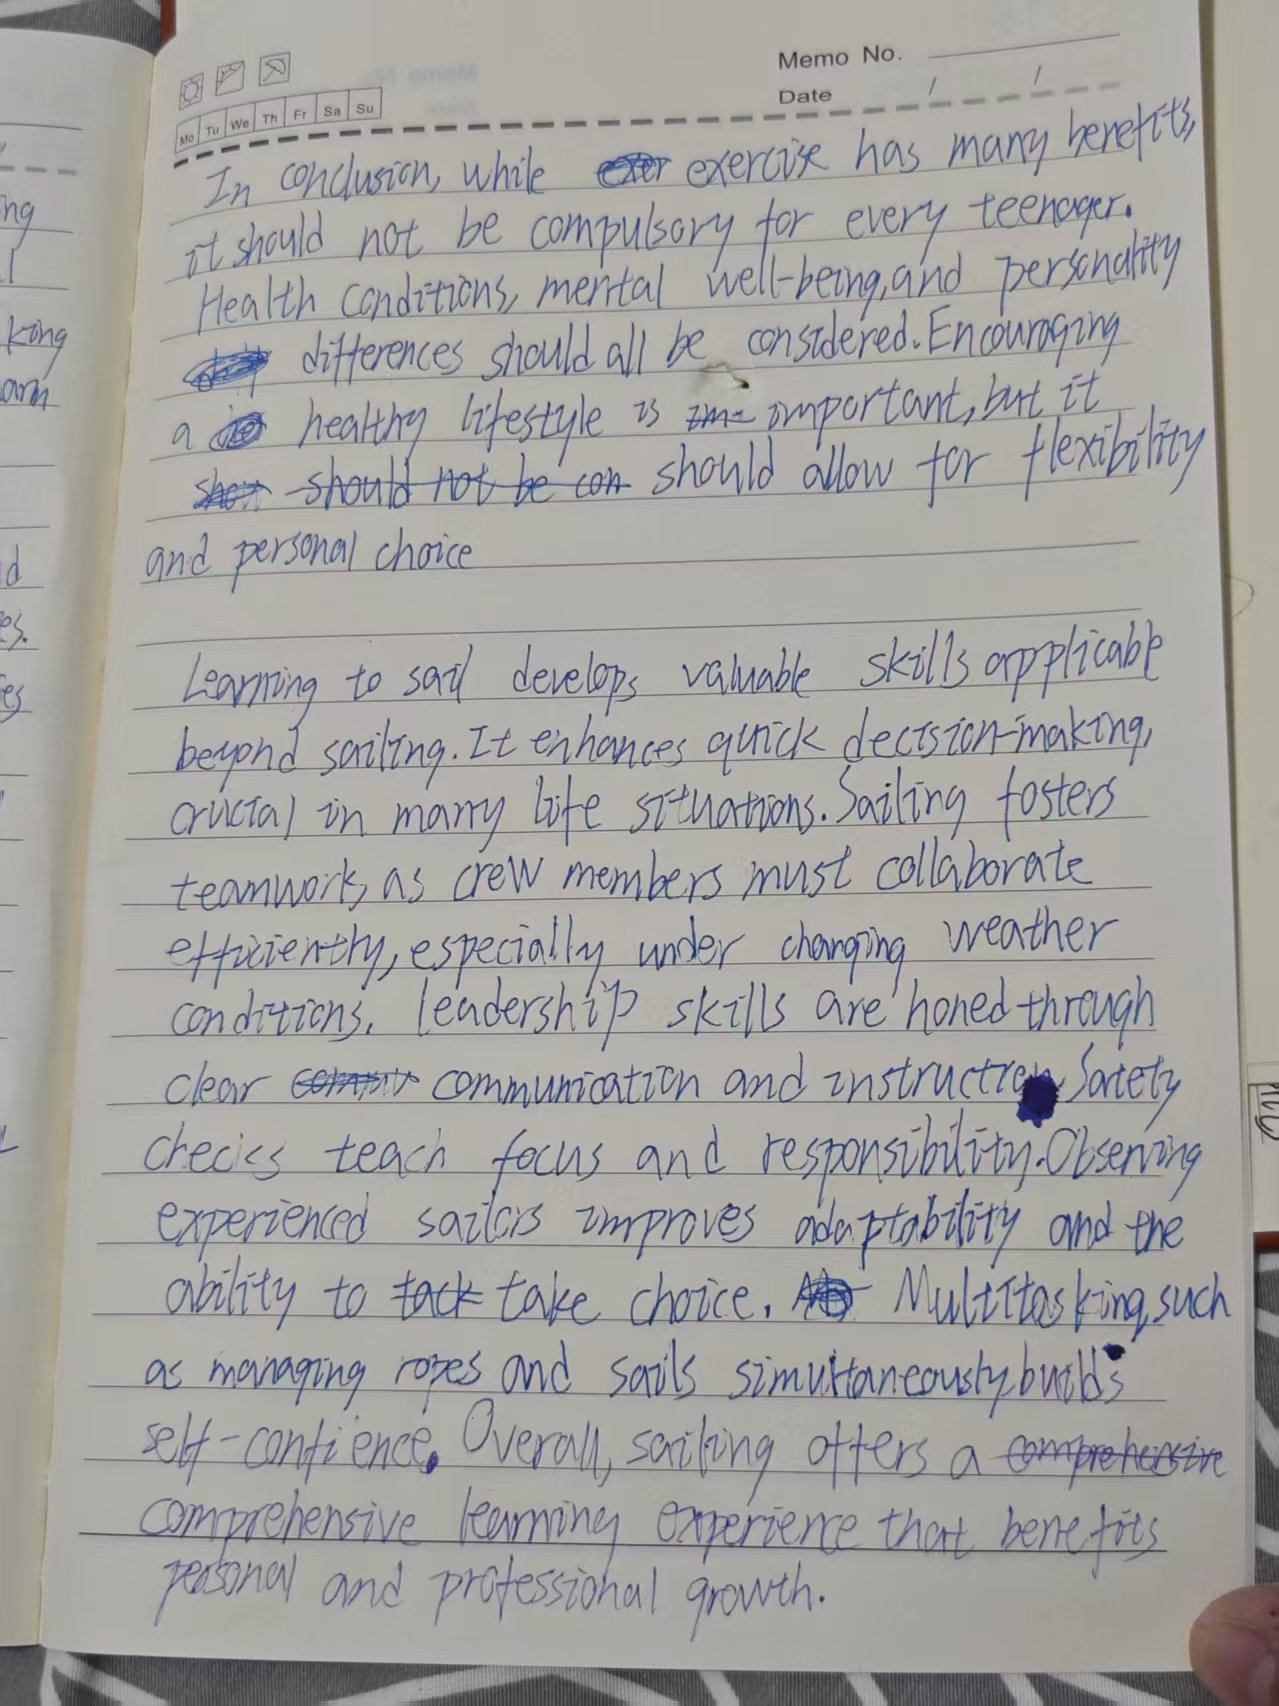 Memo No.
Date / /
Mo Tu We Th Fr Sa Su
In conclusion, while exercise has many benefits,
it should not be compulsory for every teenager.
Health conditions, mental well-being, and personality
differences should all be considered. Encouraging
a healthy lifestyle is important, but it
should not be con should allow for flexibility
and personal choice
Learning to sail develops valuable skills appplicable
beyond sailing. It enhances quick decision-making,
crucial in many life situations. Sailing fosters
teamwork, as crew members must collaborate
efficiently, especially under changing weather
conditions. leadership skills are honed through
clear communication and instruction. Safety
checks teach focus and responsibility. Observing
experienced sailors improves adaptability and the
ability to tack take choice. Multitasking, such
as managing ropes and sails simultaneously, builds
self-confience. Overall, sailing offers a comprehensive
comprehensive learning experience that benefits
personal and professional growth.
ing
king
arm
d
es.